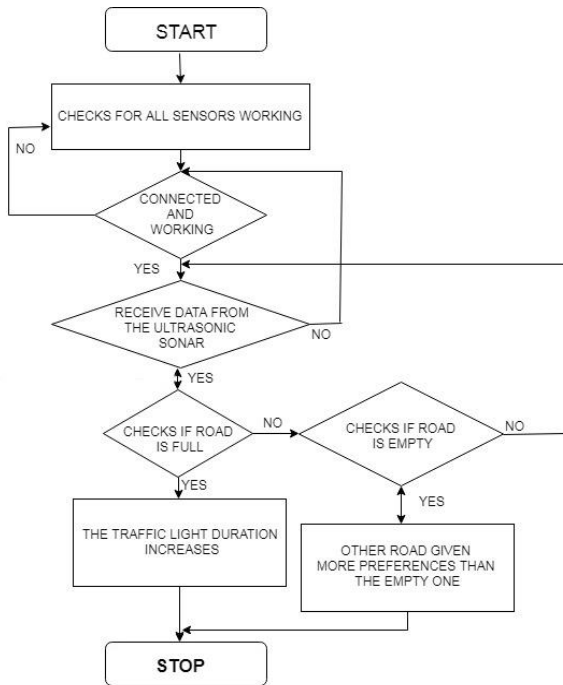 START
CHECKS FOR ALL SENSORS WORKING
NO
CONNECTED
AND
WORKING
YES
RECEIVE DATA FROM
THE ULTRASONIC
SONAR
NO
YES
CHECKS IF ROAD
IS FULL
NO
CHECKS IF ROAD
IS EMPTY
NO
YES
YES
THE TRAFFIC LIGHT DURATION
INCREASES
OTHER ROAD GIVEN
MORE PREFERENCES THAN
THE EMPTY ONE
STOP